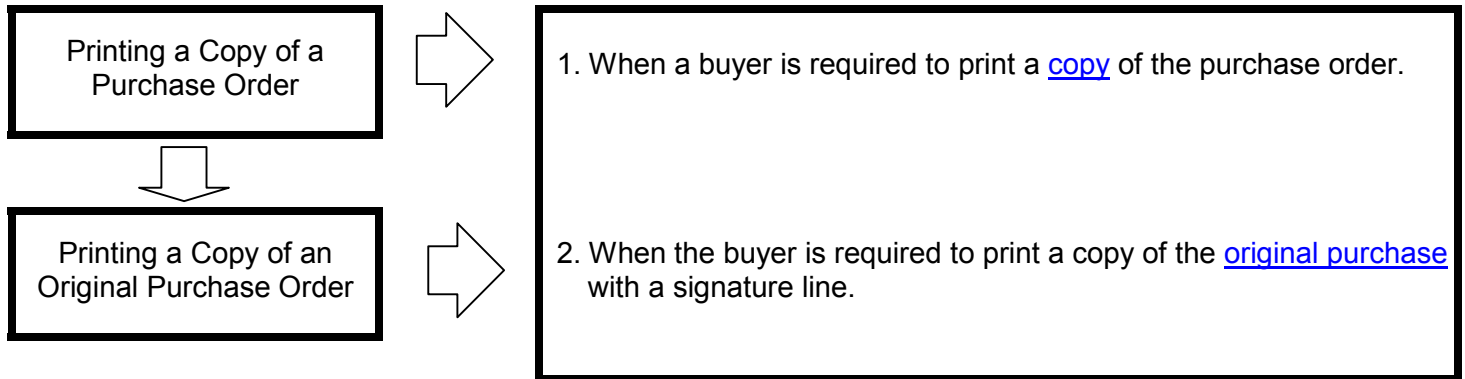 Printing a Copy of a
Purchase Order
1. When a buyer is required to print a copy of the purchase order.
Printing a Copy of an
Original Purchase Order
2. When the buyer is required to print a copy of the original purchase
with a signature line.